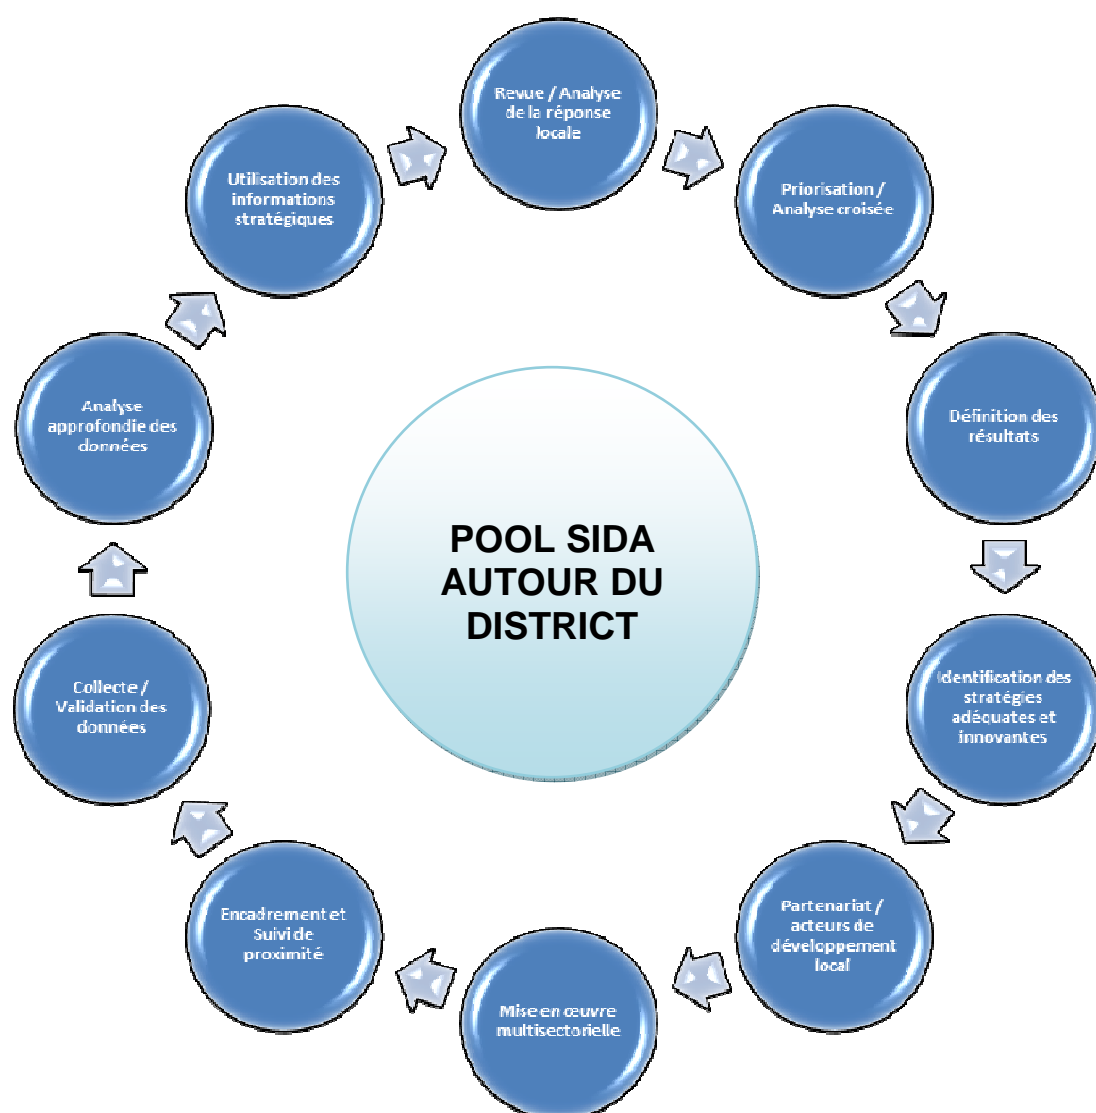 Revue / Analyse
de la réponse
locale
Priorisation /
Analyse croisée
Définition des
résultats
Identification des
stratégies
adéquates et
innovantes
Partenariat /
acteurs de
développement
local
Mise en œuvre
multisectorielle
Encadrement et
Suivi de
proximité
Collecte /
Validation des
données
Analyse
approfondie des
données
Utilisation des
informations
stratégiques
POOL SIDA
AUTOUR DU
DISTRICT